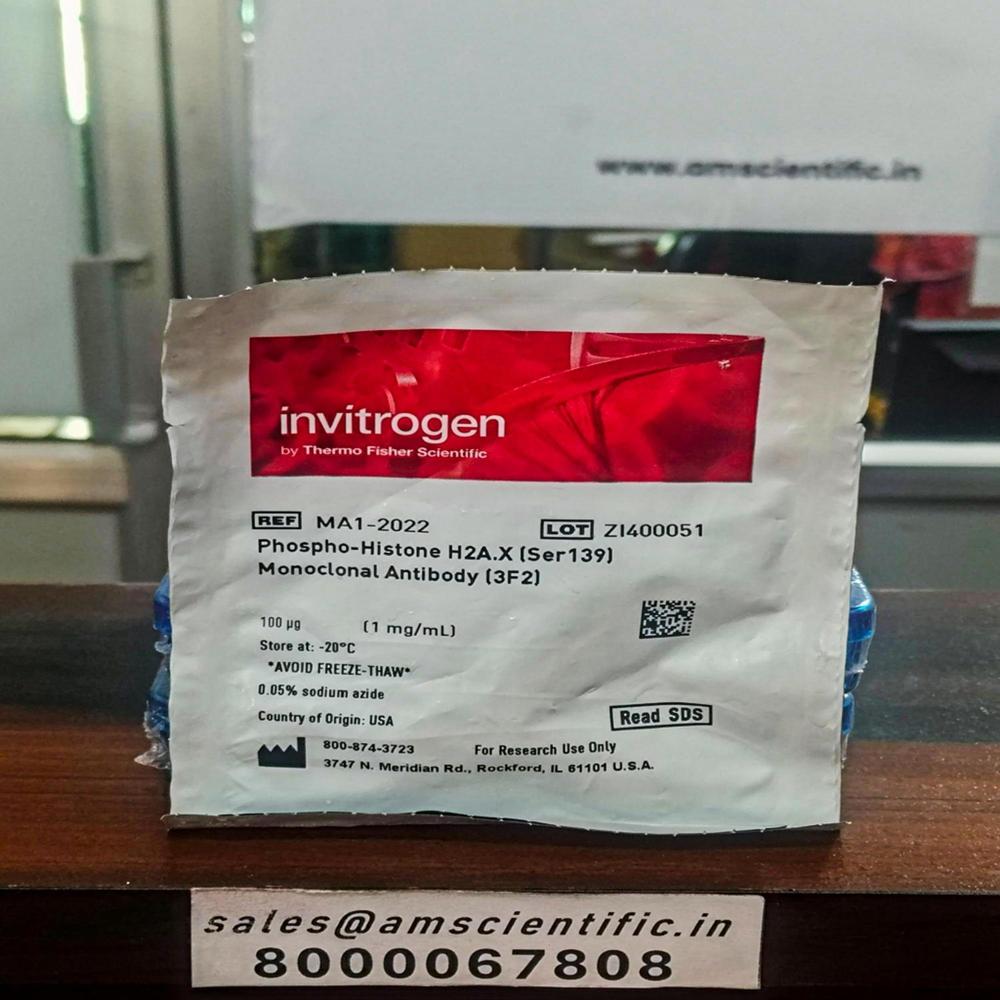 www.amscientific.in
invitrogen
by Thermo Fisher Scientific
REF MA1-2022 LOT ZI400051
Phospho-Histone H2A.X (Ser139)
Monoclonal Antibody (3F2)
100 µg (1 mg/mL)
Store at: -20°C
*AVOID FREEZE-THAW*
0.05% sodium azide
Country of Origin: USA
Read SDS
800-874-3723 For Research Use Only
3747 N. Meridian Rd., Rockford, IL 61101 U.S.A.
sales@amscientific.in
8000067808